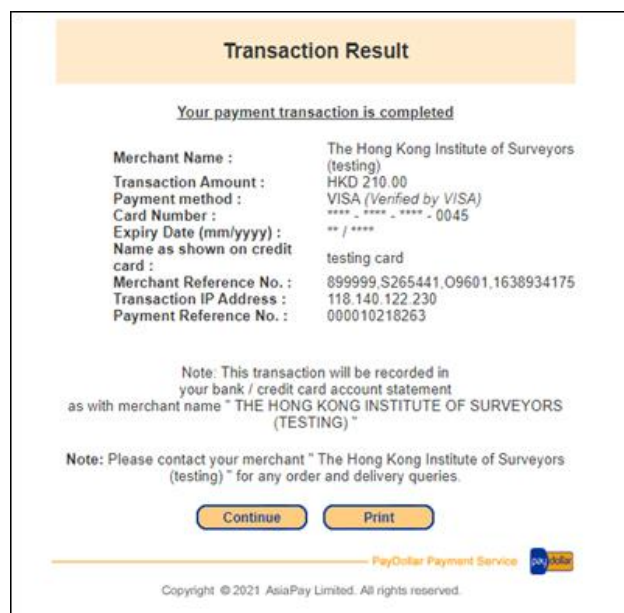 Transaction Result
Your payment transaction is completed
Merchant Name : The Hong Kong Institute of Surveyors
(testing)
Transaction Amount : HKD 210.00
Payment method : VISA (Verified by VISA)
Card Number : **** - **** - **** - 0045
Expiry Date (mm/yyyy) : ** / ****
Name as shown on credit
card : testing card
Merchant Reference No. : 899999,S265441,O9601,1638934175
Transaction IP Address : 118.140.122.230
Payment Reference No. : 000010218263
Note: This transaction will be recorded in
your bank / credit card account statement
as with merchant name " THE HONG KONG INSTITUTE OF SURVEYORS
(TESTING) "
Note: Please contact your merchant " The Hong Kong Institute of Surveyors
(testing) " for any order and delivery queries.
Continue Print
PayDollar Payment Service paydollar
Copyright © 2021 AsiaPay Limited. All rights reserved.